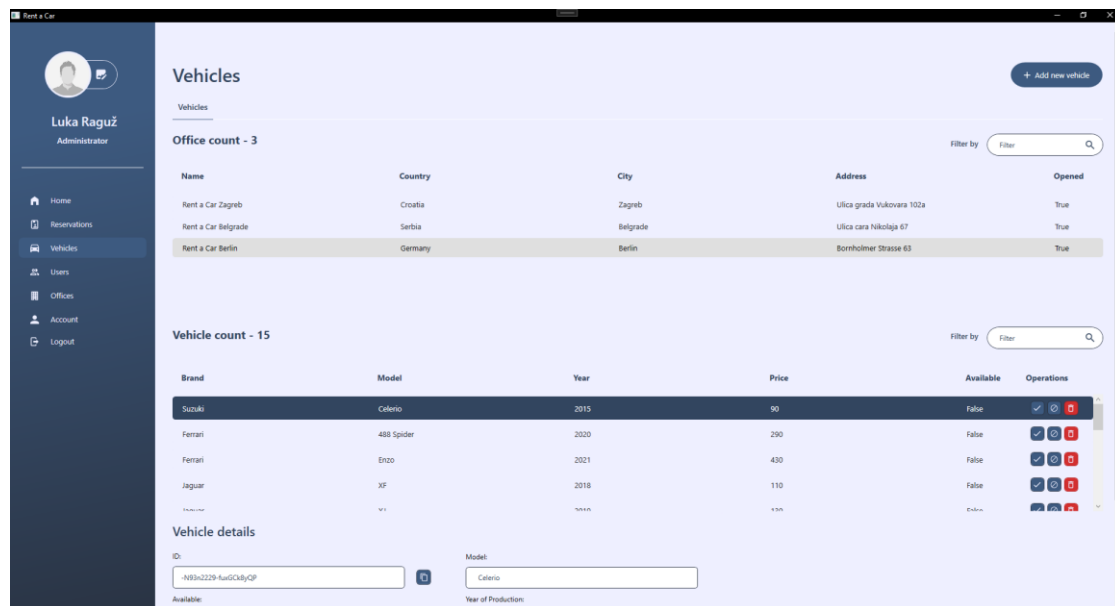 Rent a Car
Luka Raguž
Administrator
Home
Reservations
Vehicles
Users
Offices
Account
Logout
Vehicles
+ Add new vehicle
Vehicles
Office count - 3
Filter by Filter
Name Country City Address Opened
Rent a Car Zagreb Croatia Zagreb Ulica grada Vukovara 102a True
Rent a Car Belgrade Serbia Belgrade Ulica cara Nikolaja 67 True
Rent a Car Berlin Germany Berlin Bornholmer Strasse 63 True
Vehicle count - 15
Filter by Filter
Brand Model Year Price Available Operations
Suzuki Celerio 2015 90 False
Ferrari 488 Spider 2020 290 False
Ferrari Enzo 2021 430 False
Jaguar XF 2018 110 False
Vehicle details
ID: Model:
Celerio
Available: Year of Production: